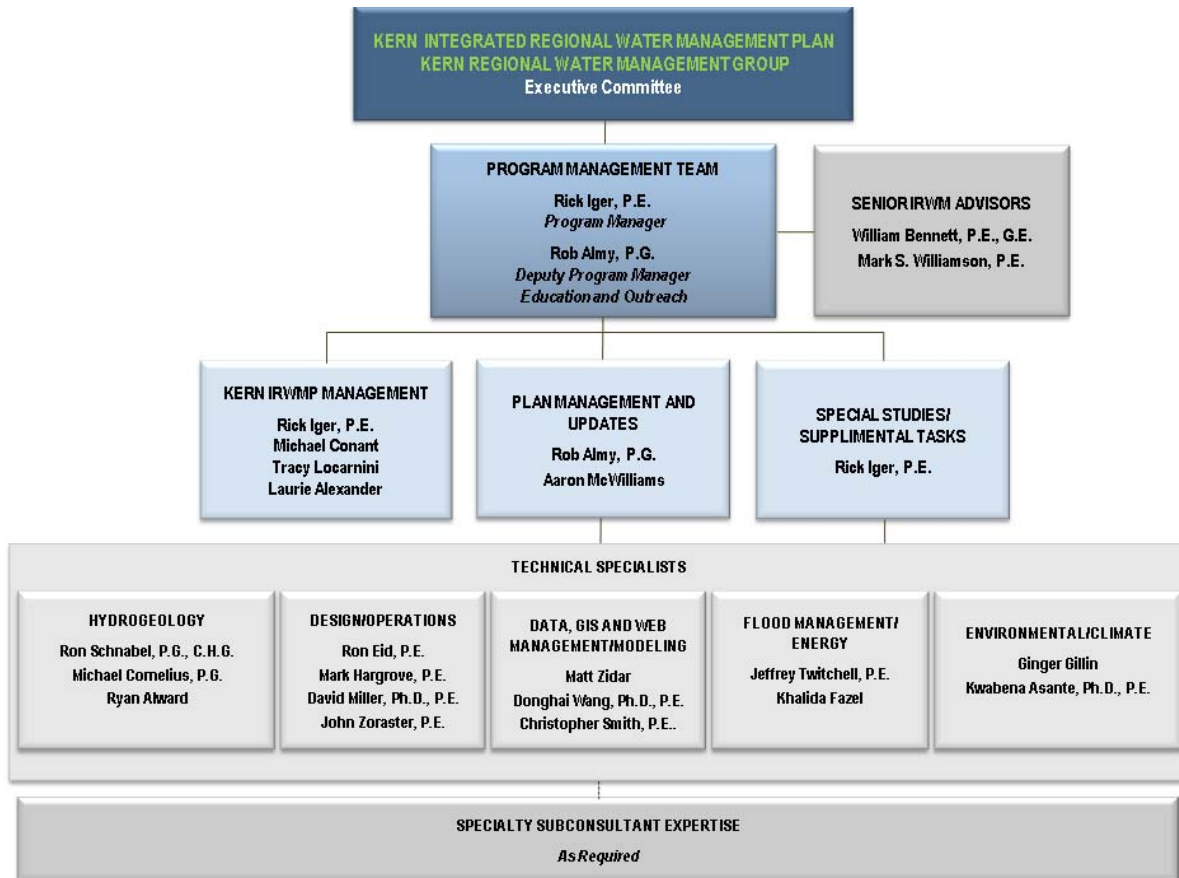 KERN INTEGRATED REGIONAL WATER MANAGEMENT PLAN
KERN REGIONAL WATER MANAGEMENT GROUP
Executive Committee
PROGRAM MANAGEMENT TEAM
Rick Iger, P.E.
Program Manager
Rob Almy, P.G.
Deputy Program Manager
Education and Outreach
SENIOR IRWM ADVISORS
William Bennett, P.E., G.E.
Mark S. Williamson, P.E.
KERN IRWMP MANAGEMENT
Rick Iger, P.E.
Michael Conant
Tracy Locarnini
Laurie Alexander
PLAN MANAGEMENT AND
UPDATES
Rob Almy, P.G.
Aaron McWilliams
SPECIAL STUDIES/
SUPPLIMENTAL TASKS
Rick Iger, P.E.
TECHNICAL SPECIALISTS
HYDROGEOLOGY
Ron Schnabel, P.G., C.H.G.
Michael Cornelius, P.G.
Ryan Alward
DESIGN/OPERATIONS
Ron Eid, P.E.
Mark Hargrove, P.E.
David Miller, Ph.D., P.E.
John Zoraster, P.E.
DATA, GIS AND WEB
MANAGEMENT/MODELING
Matt Zidar
Donghai Wang, Ph.D., P.E.
Christopher Smith, P.E..
FLOOD MANAGEMENT/
ENERGY
Jeffrey Twitchell, P.E.
Khalida Fazel
ENVIRONMENTAL/CLIMATE
Ginger Gillin
Kwabena Asante, Ph.D., P.E.
SPECIALTY SUBCONSULTANT EXPERTISE
As Required